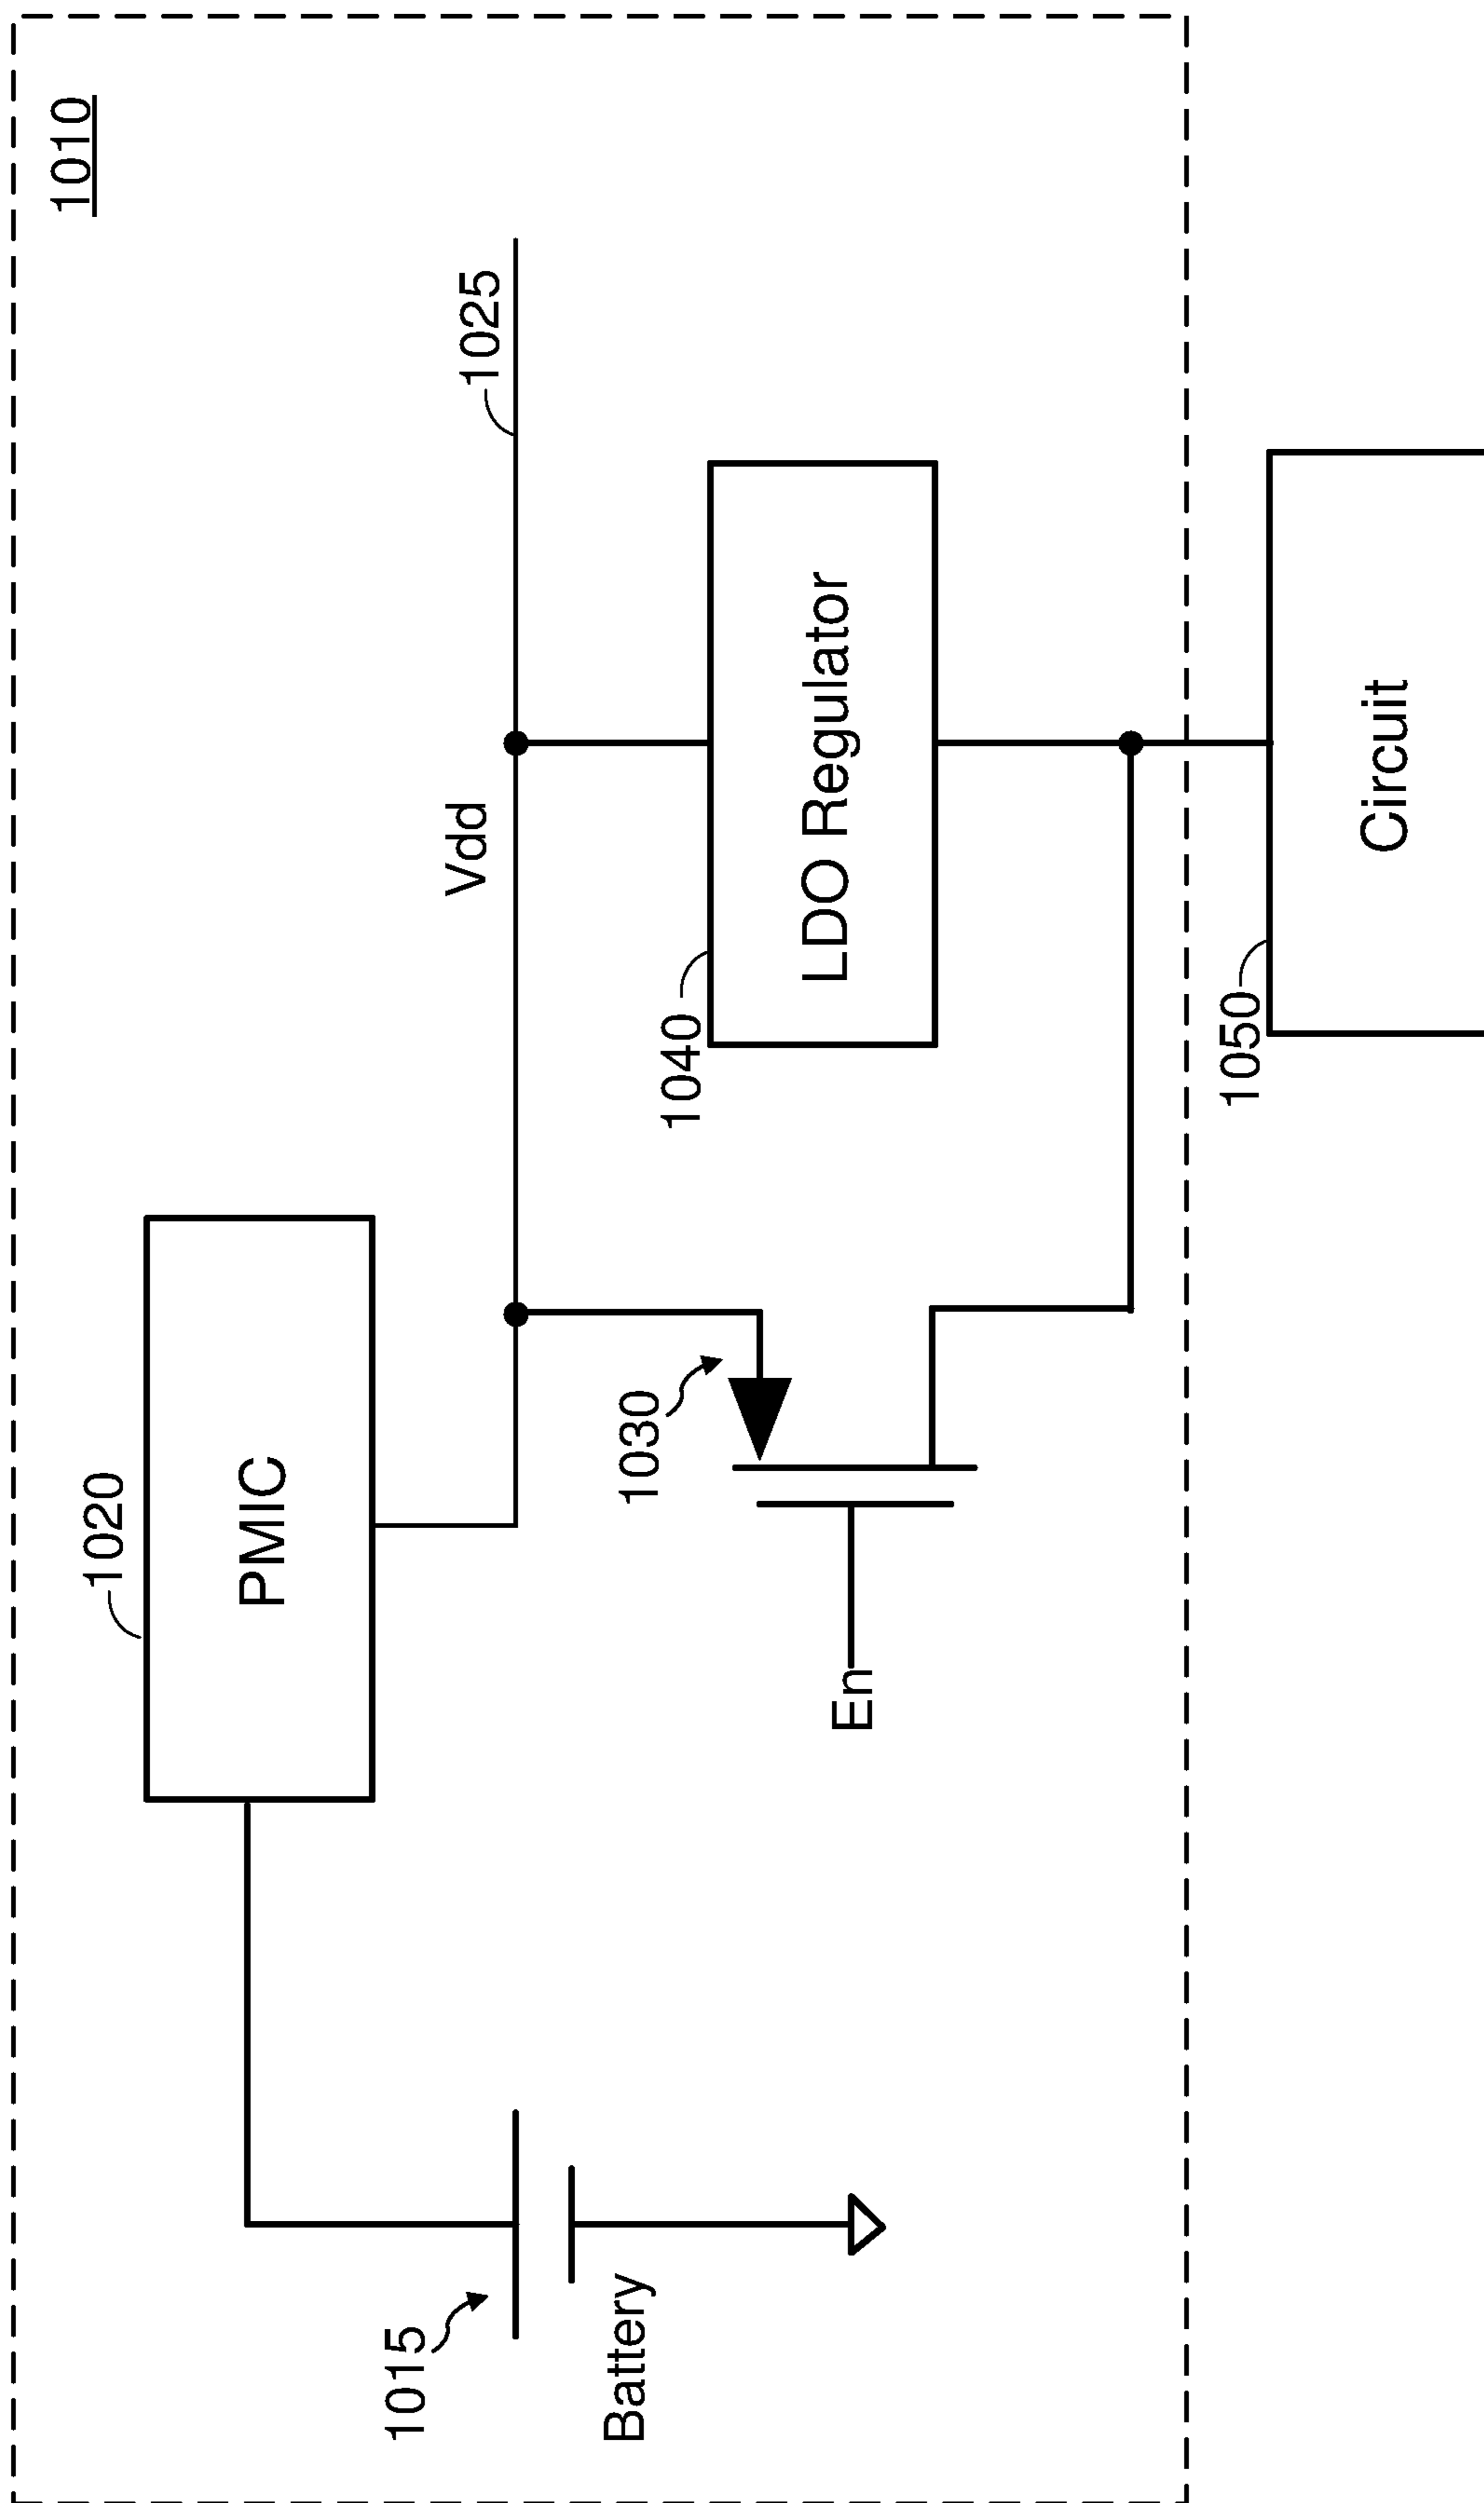 1010
1020
PMIC
1025
Vdd
1015
Battery
1030
En
1040
LDO Regulator
1050
Circuit